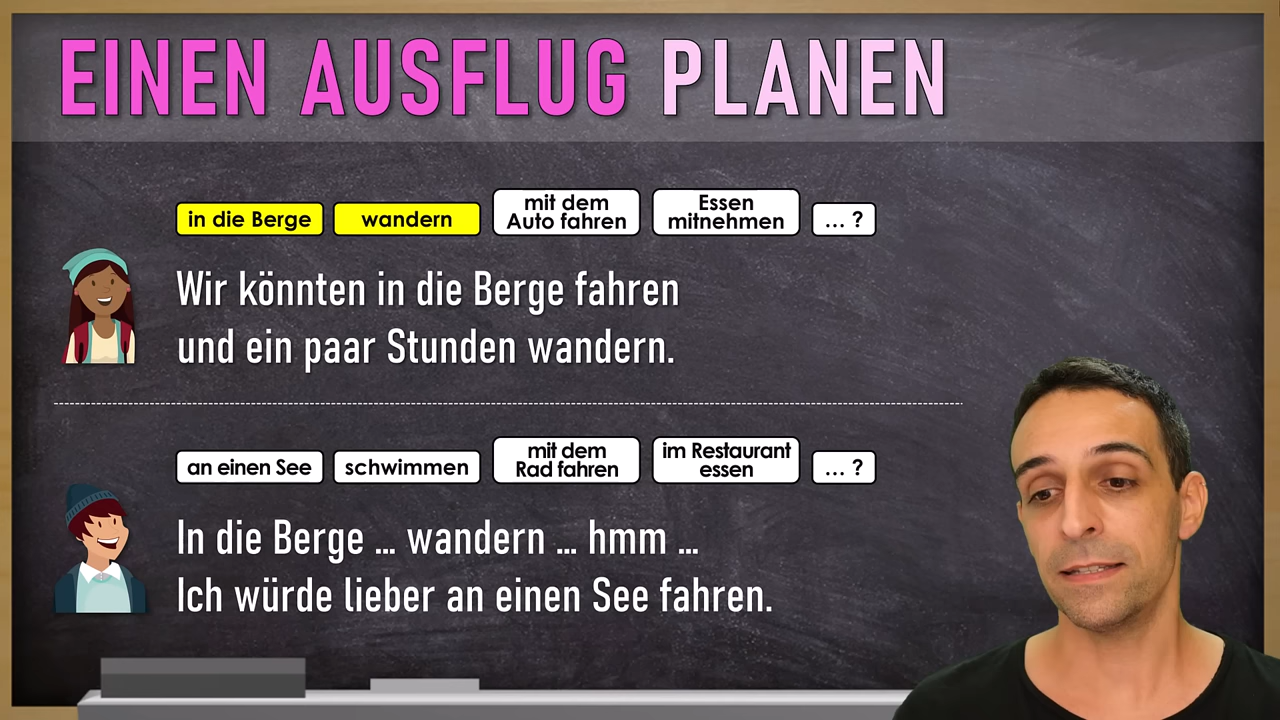 EINEN AUSFLUG PLANEN
in die Berge
wandern
mit dem
Auto fahren
Essen
mitnehmen
... ?
Wir könnten in die Berge fahren
und ein paar Stunden wandern.
an einen See
schwimmen
mit dem
Rad fahren
im Restaurant
essen
... ?
In die Berge ... wandern ... hmm ...
Ich würde lieber an einen See fahren.